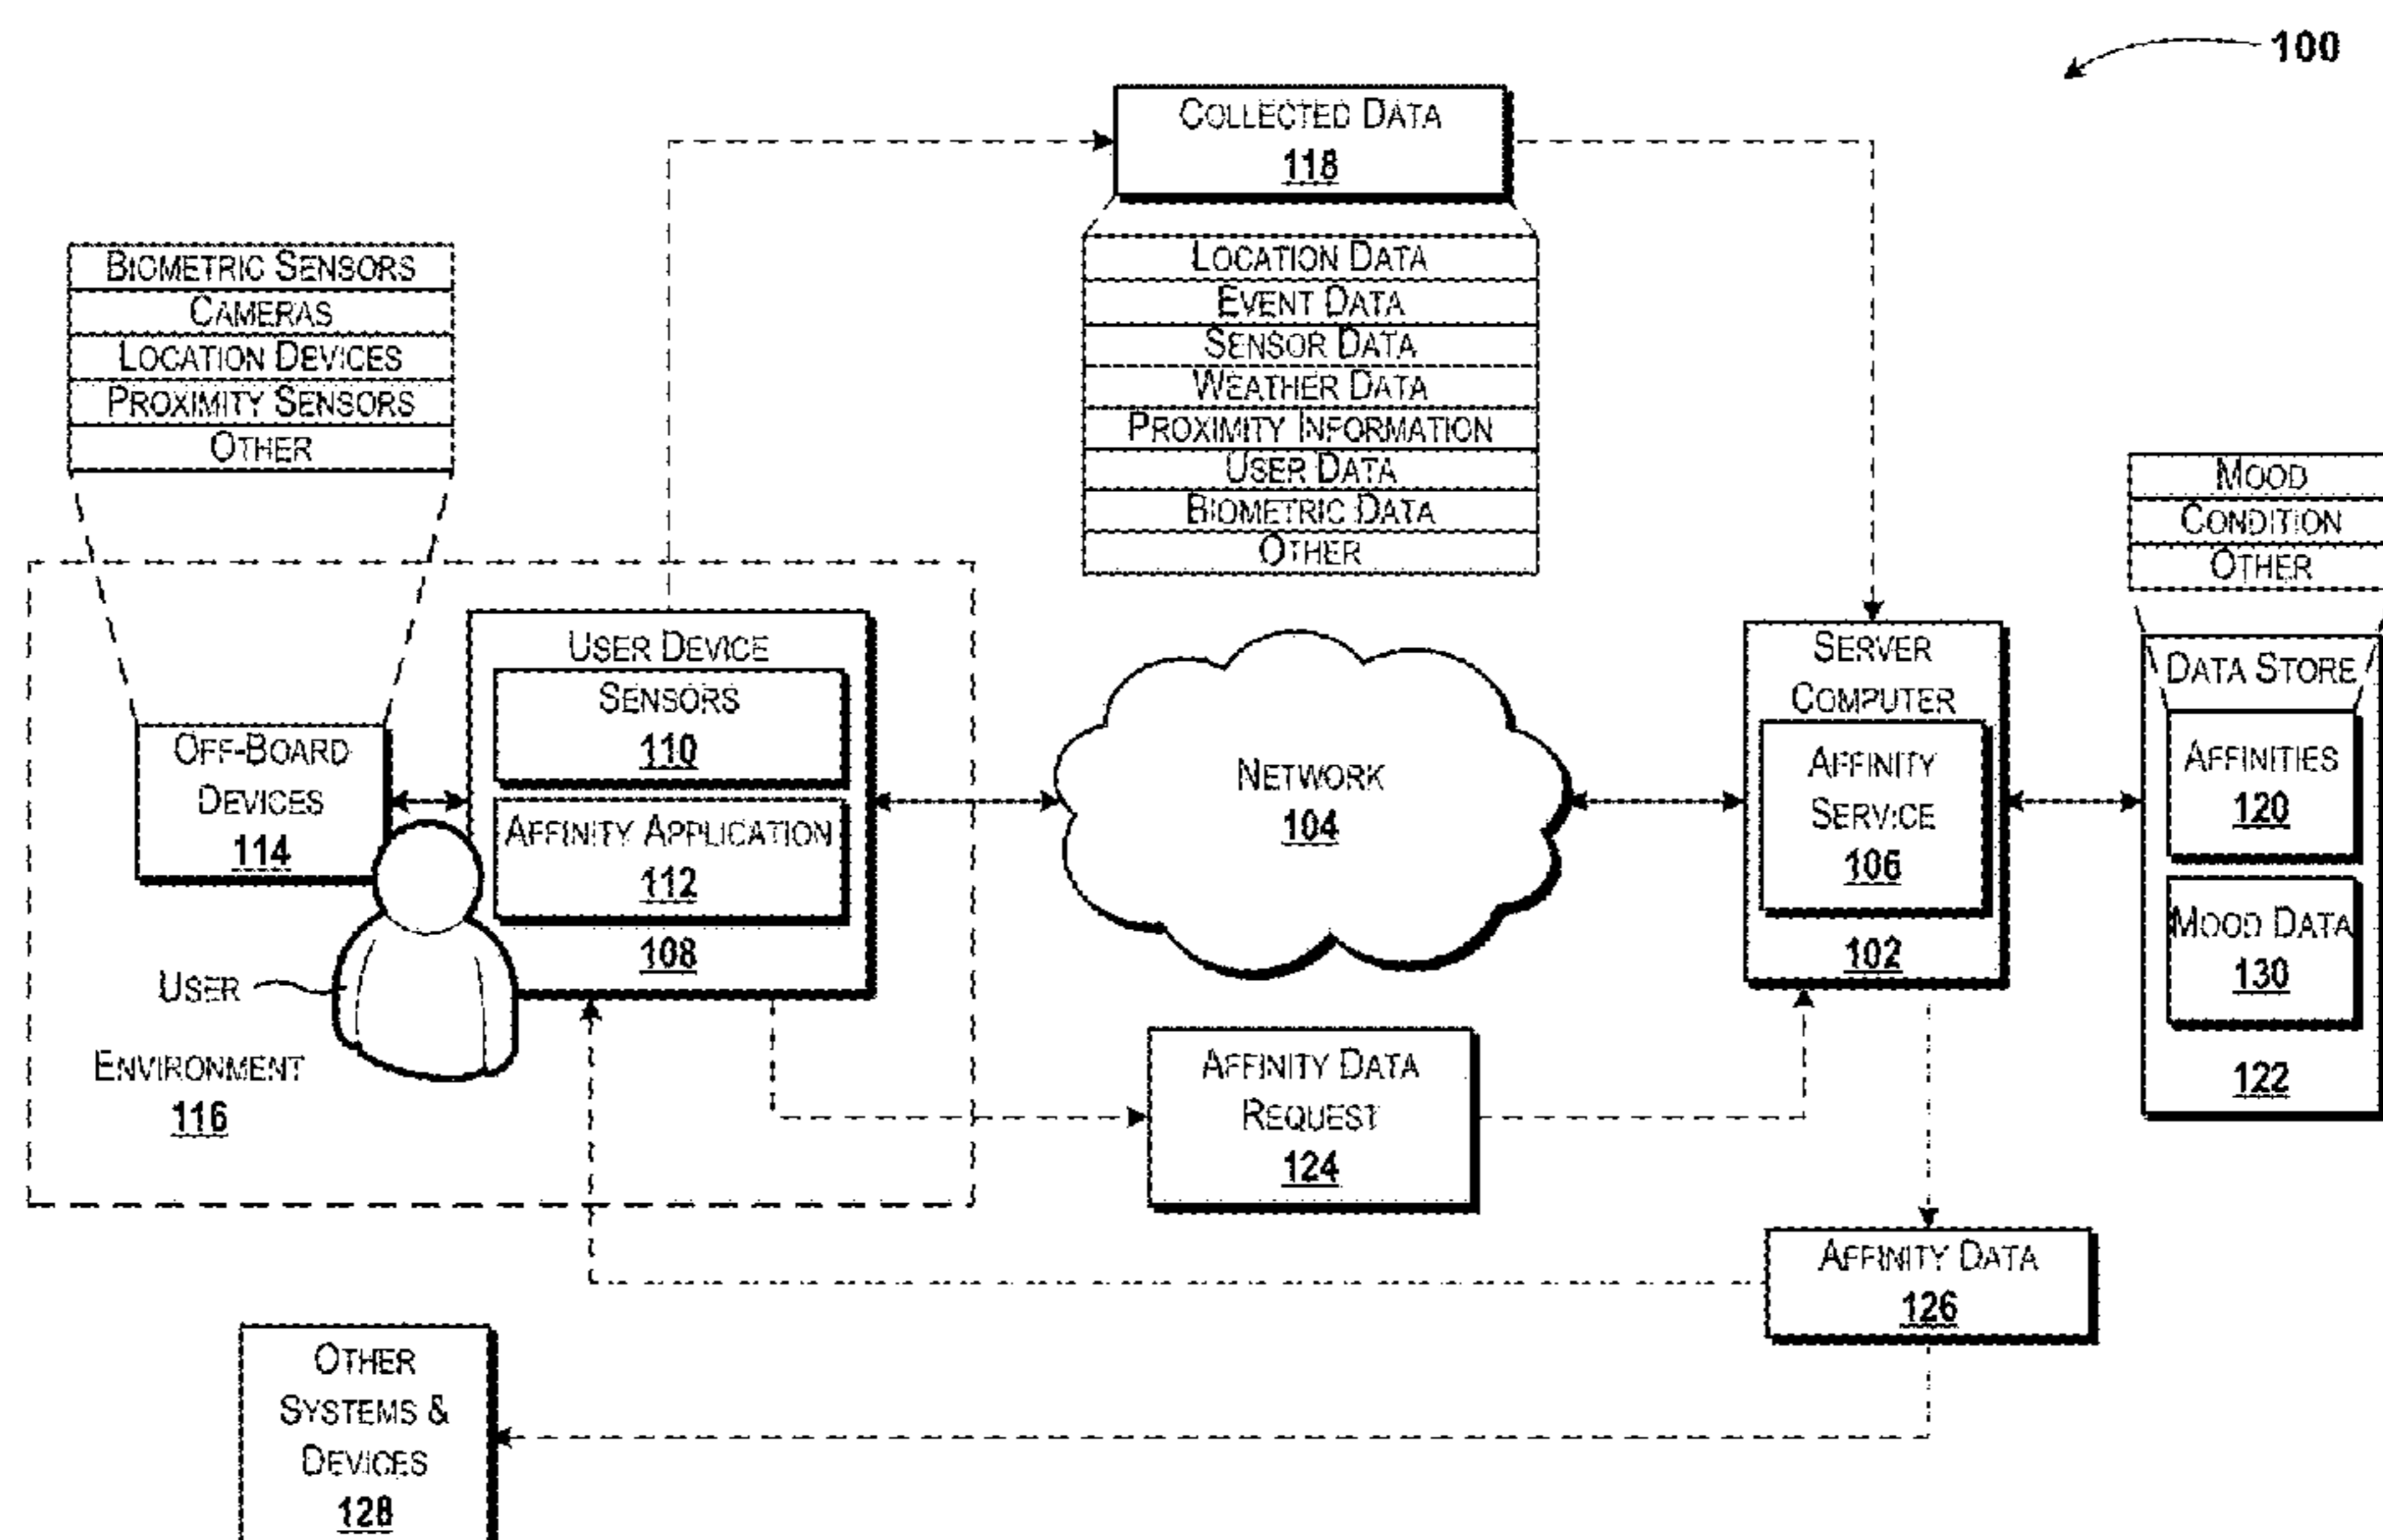 100
COLLECTED DATA
118
LOCATION DATA
EVENT DATA
SENSOR DATA
WEATHER DATA
PROXIMITY INFORMATION
USER DATA
BIOMETRIC DATA
OTHER
BIOMETRIC SENSORS
CAMERAS
LOCATION DEVICES
PROXIMITY SENSORS
OTHER
MOOD
CONDITION
OTHER
OFF-BOARD
DEVICES
114
USER DEVICE
SENSORS
110
AFFINITY APPLICATION
112
108
USER
ENVIRONMENT
116
NETWORK
104
SERVER
COMPUTER
AFFINITY
SERVICE
106
102
DATA STORE
AFFINITIES
120
MOOD DATA
130
122
AFFINITY DATA
REQUEST
124
AFFINITY DATA
126
OTHER
SYSTEMS &
DEVICES
128